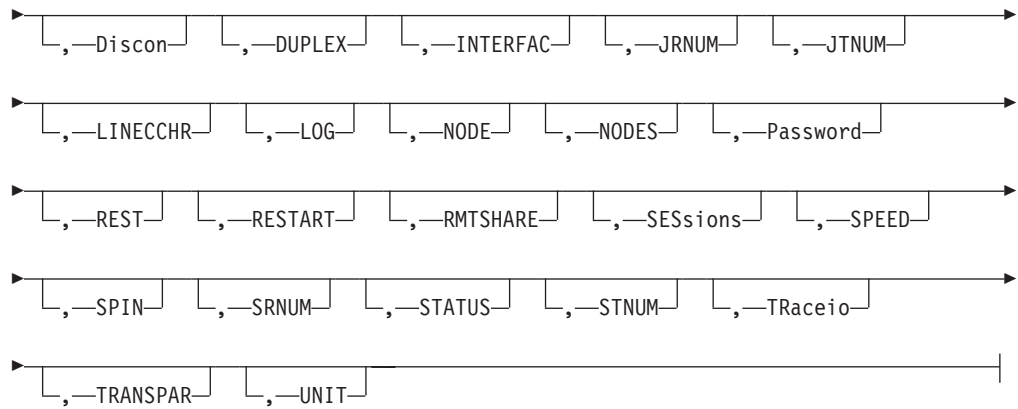 ,—Discon ,—DUPLEX ,—INTERFAC ,—JRNUM ,—JTNUM
,—LINECCHR ,—LOG ,—NODE ,—NODES ,—Password
,—REST ,—RESTART ,—RMTSHARE ,—SESsions ,—SPEED
,—SPIN ,—SRNUM ,—STATUS ,—STNUM ,—TRaceio
,—TRANSPAR ,—UNIT